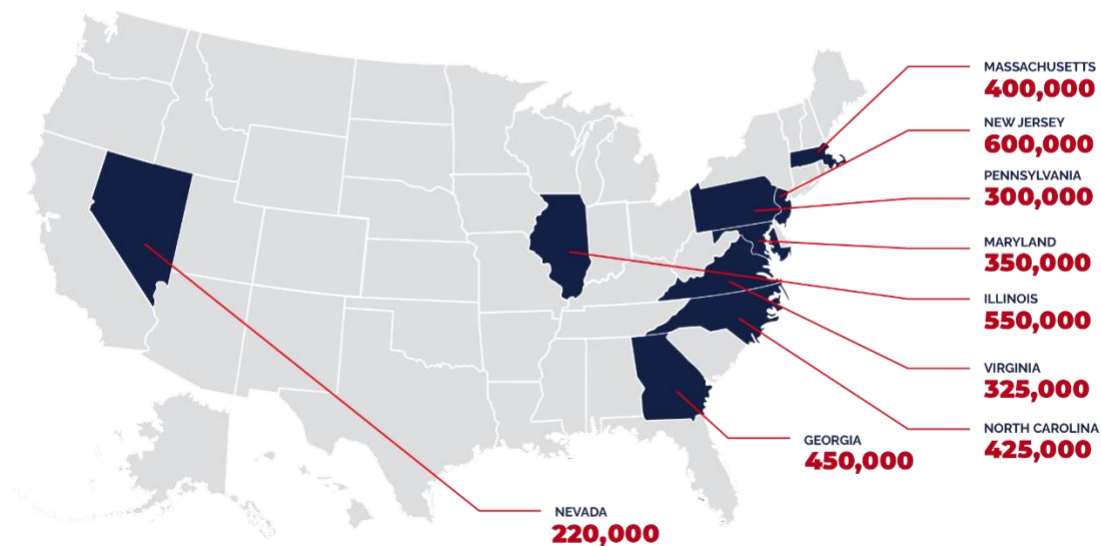 MASSACHUSETTS
400,000
NEW JERSEY
600,000
PENNSYLVANIA
300,000
MARYLAND
350,000
ILLINOIS
550,000
VIRGINIA
325,000
NORTH CAROLINA
425,000
GEORGIA
450,000
NEVADA
220,000